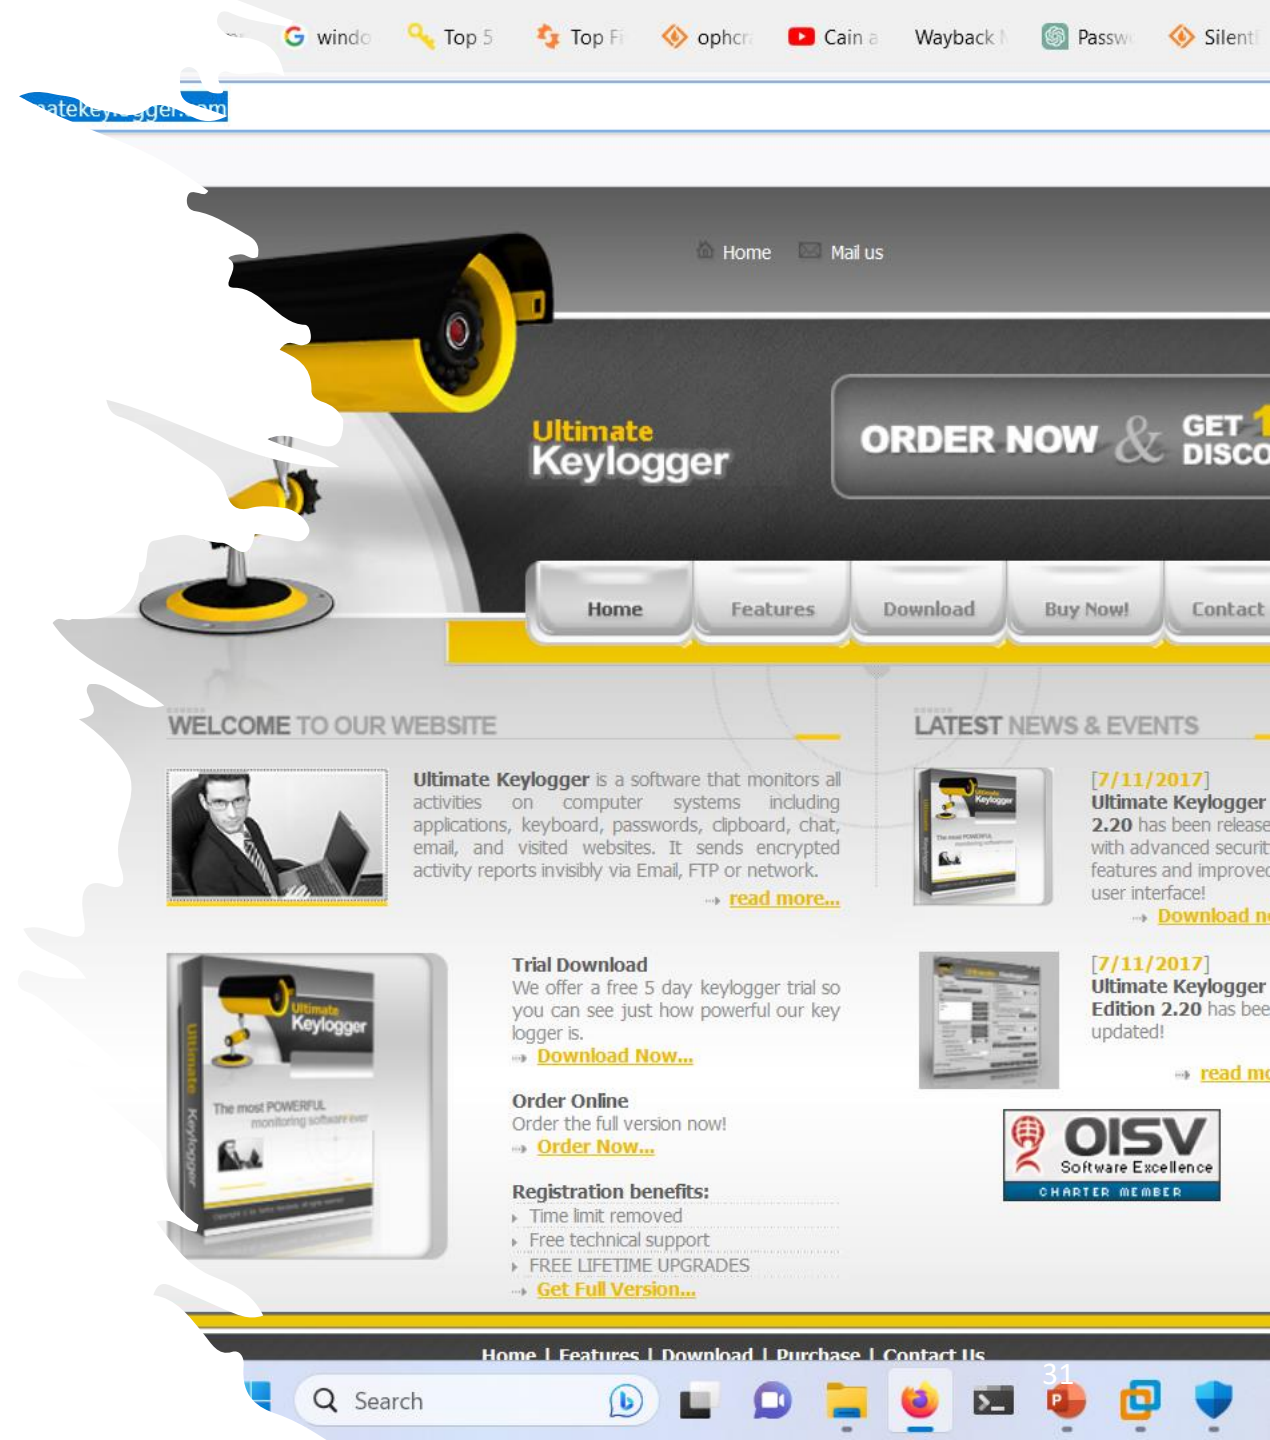 windo
Top 5
Top Fi
ophcr
Cain a
Wayback
Passw
Silent
Home
Mail us
Ultimate
Keylogger
ORDER NOW & GET
DISCO
Home
Features
Download
Buy Now!
Contact
WELCOME TO OUR WEBSITE
Ultimate Keylogger is a software that monitors all
activities on computer systems including
applications, keyboard, passwords, clipboard, chat,
email, and visited websites. It sends encrypted
activity reports invisibly via Email, FTP or network.
read more...
Trial Download
We offer a free 5 day keylogger trial so
you can see just how powerful our key
logger is.
Download Now...
Order Online
Order the full version now!
Order Now...
Registration benefits:
Time limit removed
Free technical support
FREE LIFETIME UPGRADES
Get Full Version...
Ultimate
Keylogger
Ultimate Keylogger
The most POWERFUL
monitoring software ever
LATEST NEWS & EVENTS
[7/11/2017]
Ultimate Keylogger
2.20 has been release
with advanced securit
features and improved
user interface!
Download n
[7/11/2017]
Ultimate Keylogger
Edition 2.20 has bee
updated!
read mo
OISV
Software Excellence
CHARTER MEMBER
Home | Features | Download | Purchase | Contact Us
31
Search